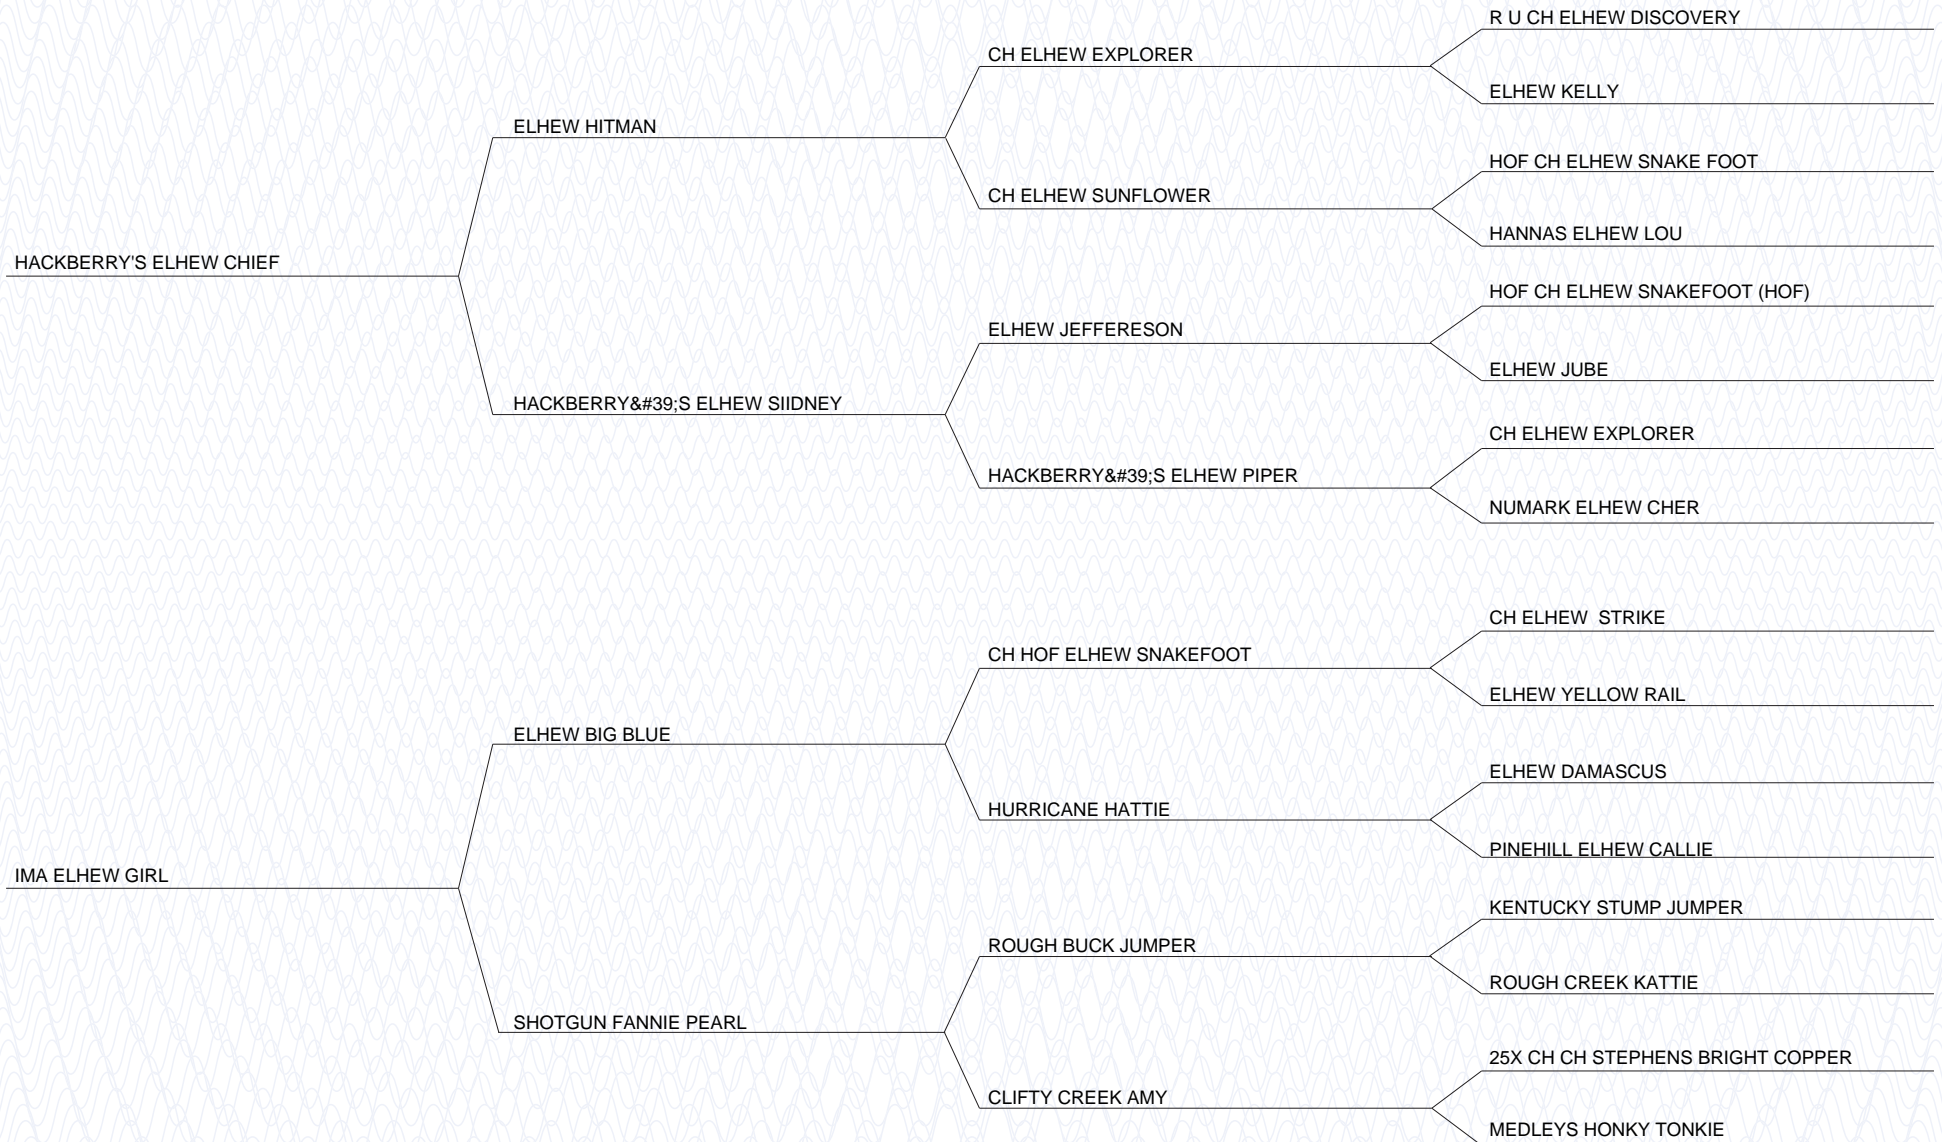 R U CH ELHEW DISCOVERY
CH ELHEW EXPLORER
ELHEW KELLY
ELHEW HITMAN
HOF CH ELHEW SNAKE FOOT
CH ELHEW SUNFLOWER
HANNAS ELHEW LOU
HACKBERRY'S ELHEW CHIEF
HOF CH ELHEW SNAKEFOOT (HOF)
ELHEW JEFFERESON
ELHEW JUBE
HACKBERRY&#39;S ELHEW SIIDNEY
CH ELHEW EXPLORER
HACKBERRY&#39;S ELHEW PIPER
NUMARK ELHEW CHER
CH ELHEW  STRIKE
CH HOF ELHEW SNAKEFOOT
ELHEW YELLOW RAIL
ELHEW BIG BLUE
ELHEW DAMASCUS
HURRICANE HATTIE
PINEHILL ELHEW CALLIE
IMA ELHEW GIRL
KENTUCKY STUMP JUMPER
ROUGH BUCK JUMPER
ROUGH CREEK KATTIE
SHOTGUN FANNIE PEARL
25X CH CH STEPHENS BRIGHT COPPER
CLIFTY CREEK AMY
MEDLEYS HONKY TONKIE